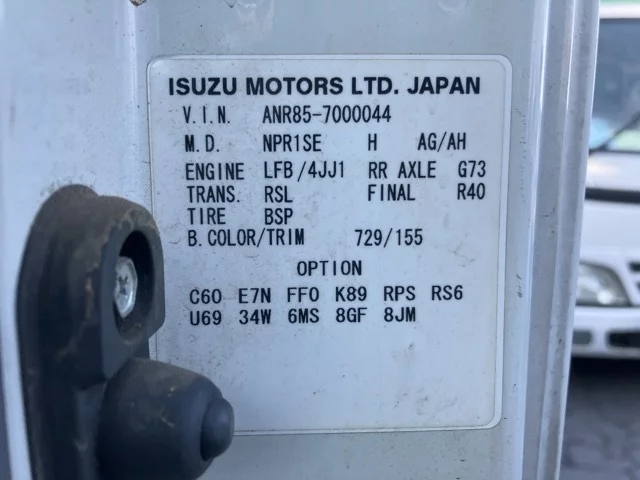 ISUZU MOTORS LTD. JAPAN
V.I.N. ANR85-7000044
M.D. NPR1SE H AG/AH
ENGINE LFB/4JJ1 RR AXLE G73
TRANS. RSL FINAL R40
TIRE BSP
B.COLOR/TRIM 729/155
OPTION
C60 E7N FF0 K89 RPS RS6
U69 34W 6MS 8GF 8JM